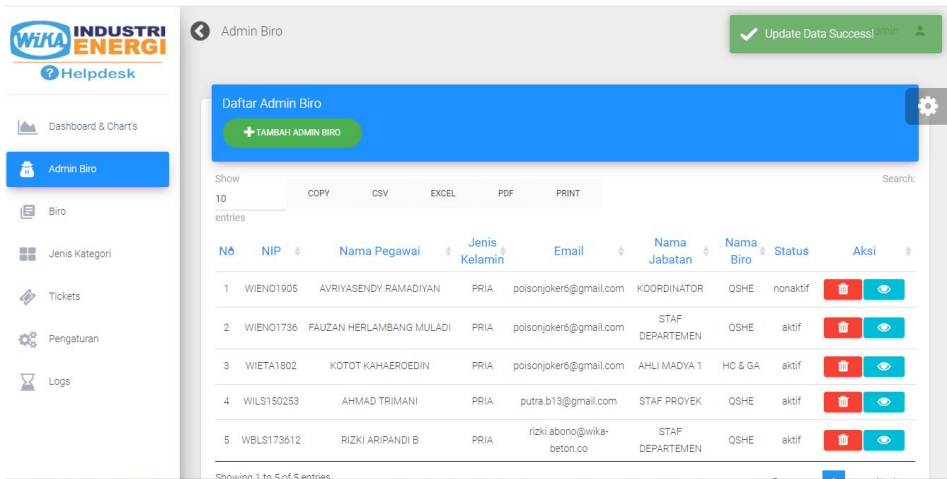 WiKA INDUSTRI ENERGI
?Helpdesk
Admin Biro
Update Data Success!
Dashboard & Chart's
Admin Biro
Biro
Jenis Kategori
Tickets
Pengaturan
Logs
Daftar Admin Biro
TAMBAH ADMIN BIRO
Show
10
entries
COPY CSV EXCEL PDF PRINT
Search:
NO NIP Nama Pegawai Jenis Kelamin Email Nama Jabatan Nama Biro Status Aksi
1 WIENO1905 AVRIYASENDY RAMADIYAN PRIA poisonjoker6@gmail.com KOORDINATOR QSHE nonaktif
2 WIENO1736 FAUZAN HERLAMBANG MULADI PRIA poisonjoker6@gmail.com STAF DEPARTEMEN QSHE aktif
3 WIETA1802 KOTOT KAHAEROEDIN PRIA poisonjoker6@gmail.com AHLI MADYA 1 HC & GA aktif
4 WILS150253 AHMAD TRIMANI PRIA putra.b13@gmail.com STAF PROYEK QSHE aktif
5 WBLS173612 RIZKI ARIPANDI B PRIA rizki.abono@wika-beton.co STAF DEPARTEMEN QSHE aktif
Showing 1 to 5 of 5 entries